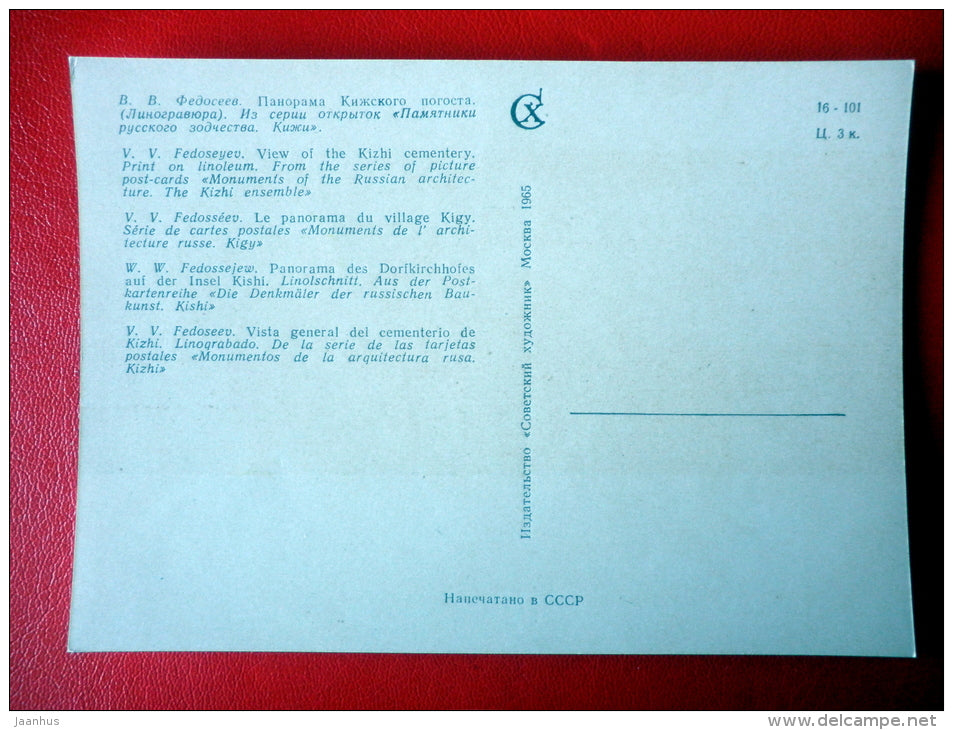 В. В. Федосеев. Панорама Кижского погоста.
(Линогравюра). Из серии открыток «Памятники
русского зодчества. Кижи».
V. V. Fedoseyev. View of the Kizhi cementery.
Print on linoleum. From the series of picture
post-cards «Monuments of the Russian architec-
ture. The Kizhi ensemble»
V. V. Fedosséev. Le panorama du village Kigy.
Série de cartes postales «Monuments de l' archi-
tecture russe. Kigy»
W. W. Fedossejew. Panorama des Dorfkirchhofes
auf der Insel Kishi. Linolschnitt. Aus der Post-
kartenreihe «Die Denkmäler der russischen Bau-
kunst. Kishi»
V. V. Fedoseev. Vista general del cementerio de
Kizhi. Linograbado. De la serie de las tarjetas
postales «Monumentos de la arquitectura rusa.
Kizhi»
СХ
16 - 101
Ц. 3 к.
Издательство «Советский художник» Москва 1965
Напечатано в СССР
jaanhus
www.delcampe.net